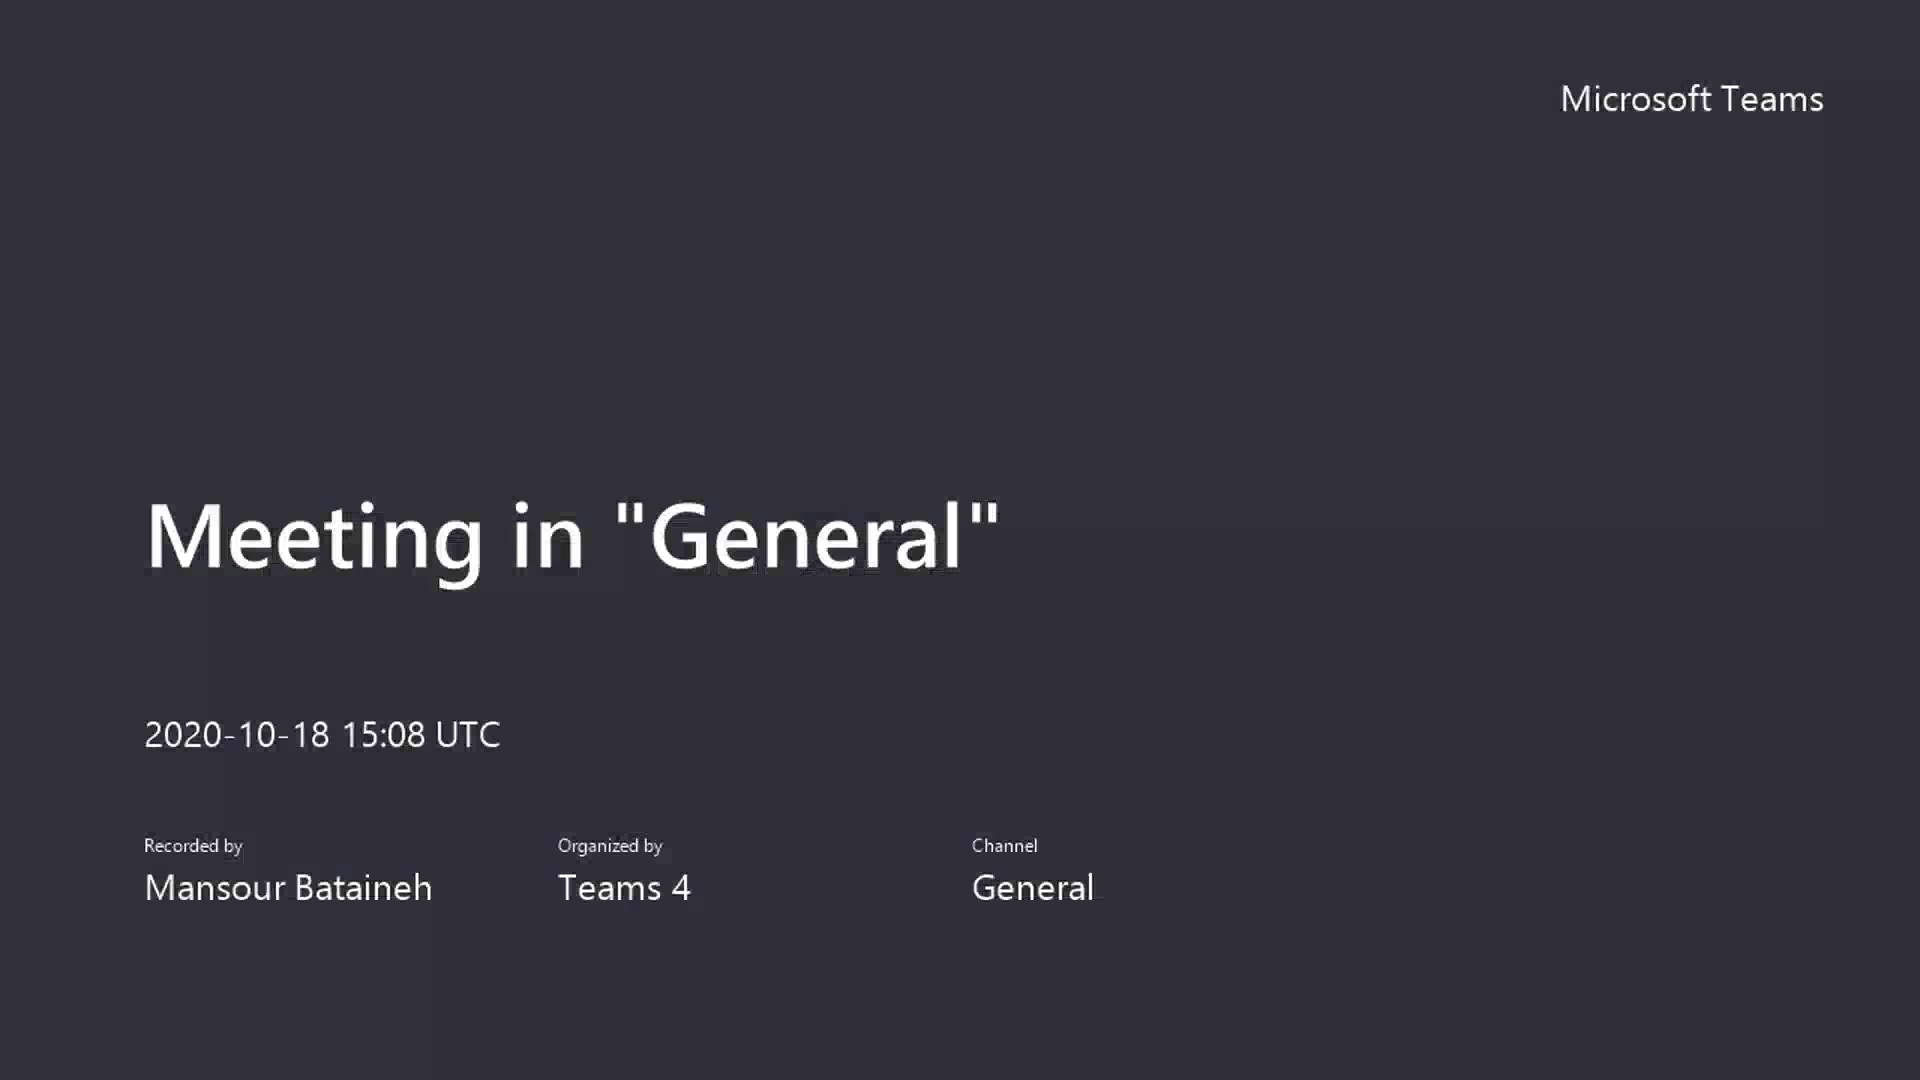 Microsoft Teams
Meeting in "General"
2020-10-18 15:08 UTC
Recorded by
Mansour Bataineh
Organized by
Teams 4
Channel
General